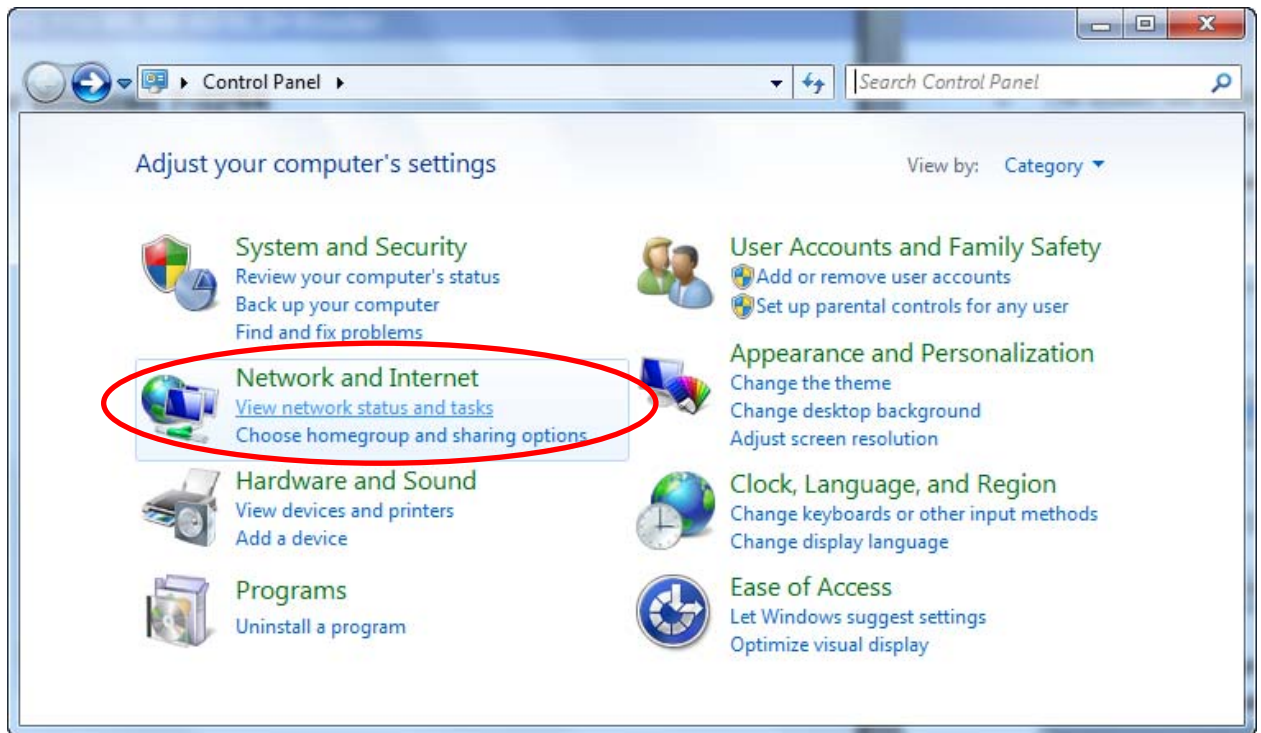 Control Panel
Search Control Panel
Adjust your computer's settings
View by: Category
System and Security
Review your computer's status
Back up your computer
Find and fix problems
Network and Internet
View network status and tasks
Choose homegroup and sharing options
Hardware and Sound
View devices and printers
Add a device
Programs
Uninstall a program
User Accounts and Family Safety
Add or remove user accounts
Set up parental controls for any user
Appearance and Personalization
Change the theme
Change desktop background
Adjust screen resolution
Clock, Language, and Region
Change keyboards or other input methods
Change display language
Ease of Access
Let Windows suggest settings
Optimize visual display